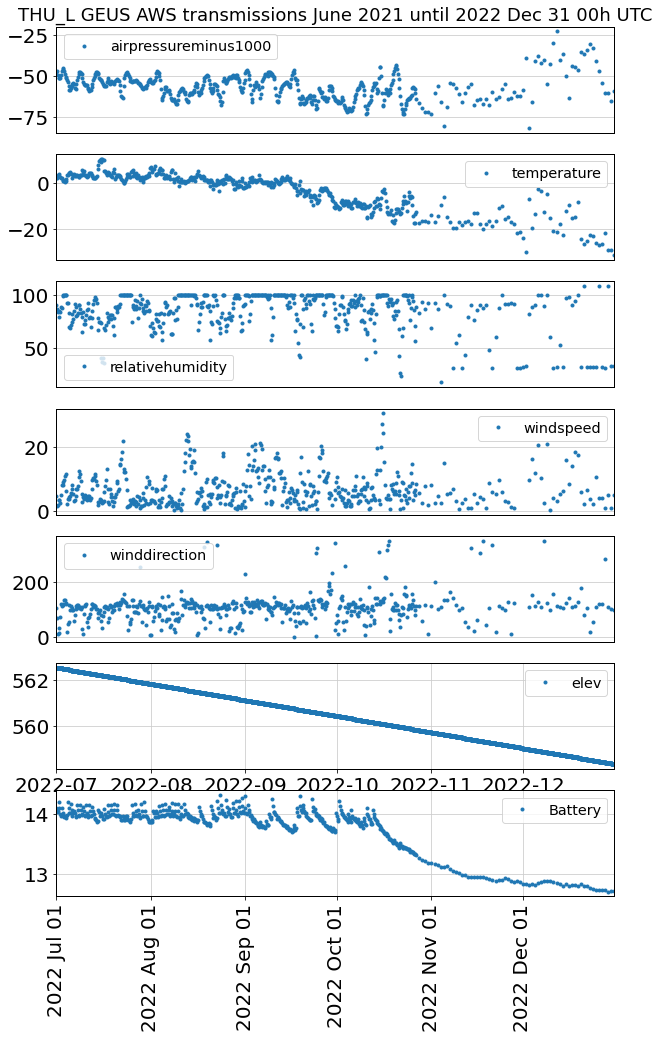 THU_L GEUS AWS transmissions June 2021 until 2022 Dec 31 00h UTC
−25
−50
−75
airpressureminus1000
0
−20
temperature
100
50
relativehumidity
20
0
windspeed
200
0
winddirection
562
560
elev
2022-07 2022-08 2022-09 2022-10 2022-11 2022-12
14
13
Battery
2022 Jul 01
2022 Aug 01
2022 Sep 01
2022 Oct 01
2022 Nov 01
2022 Dec 01